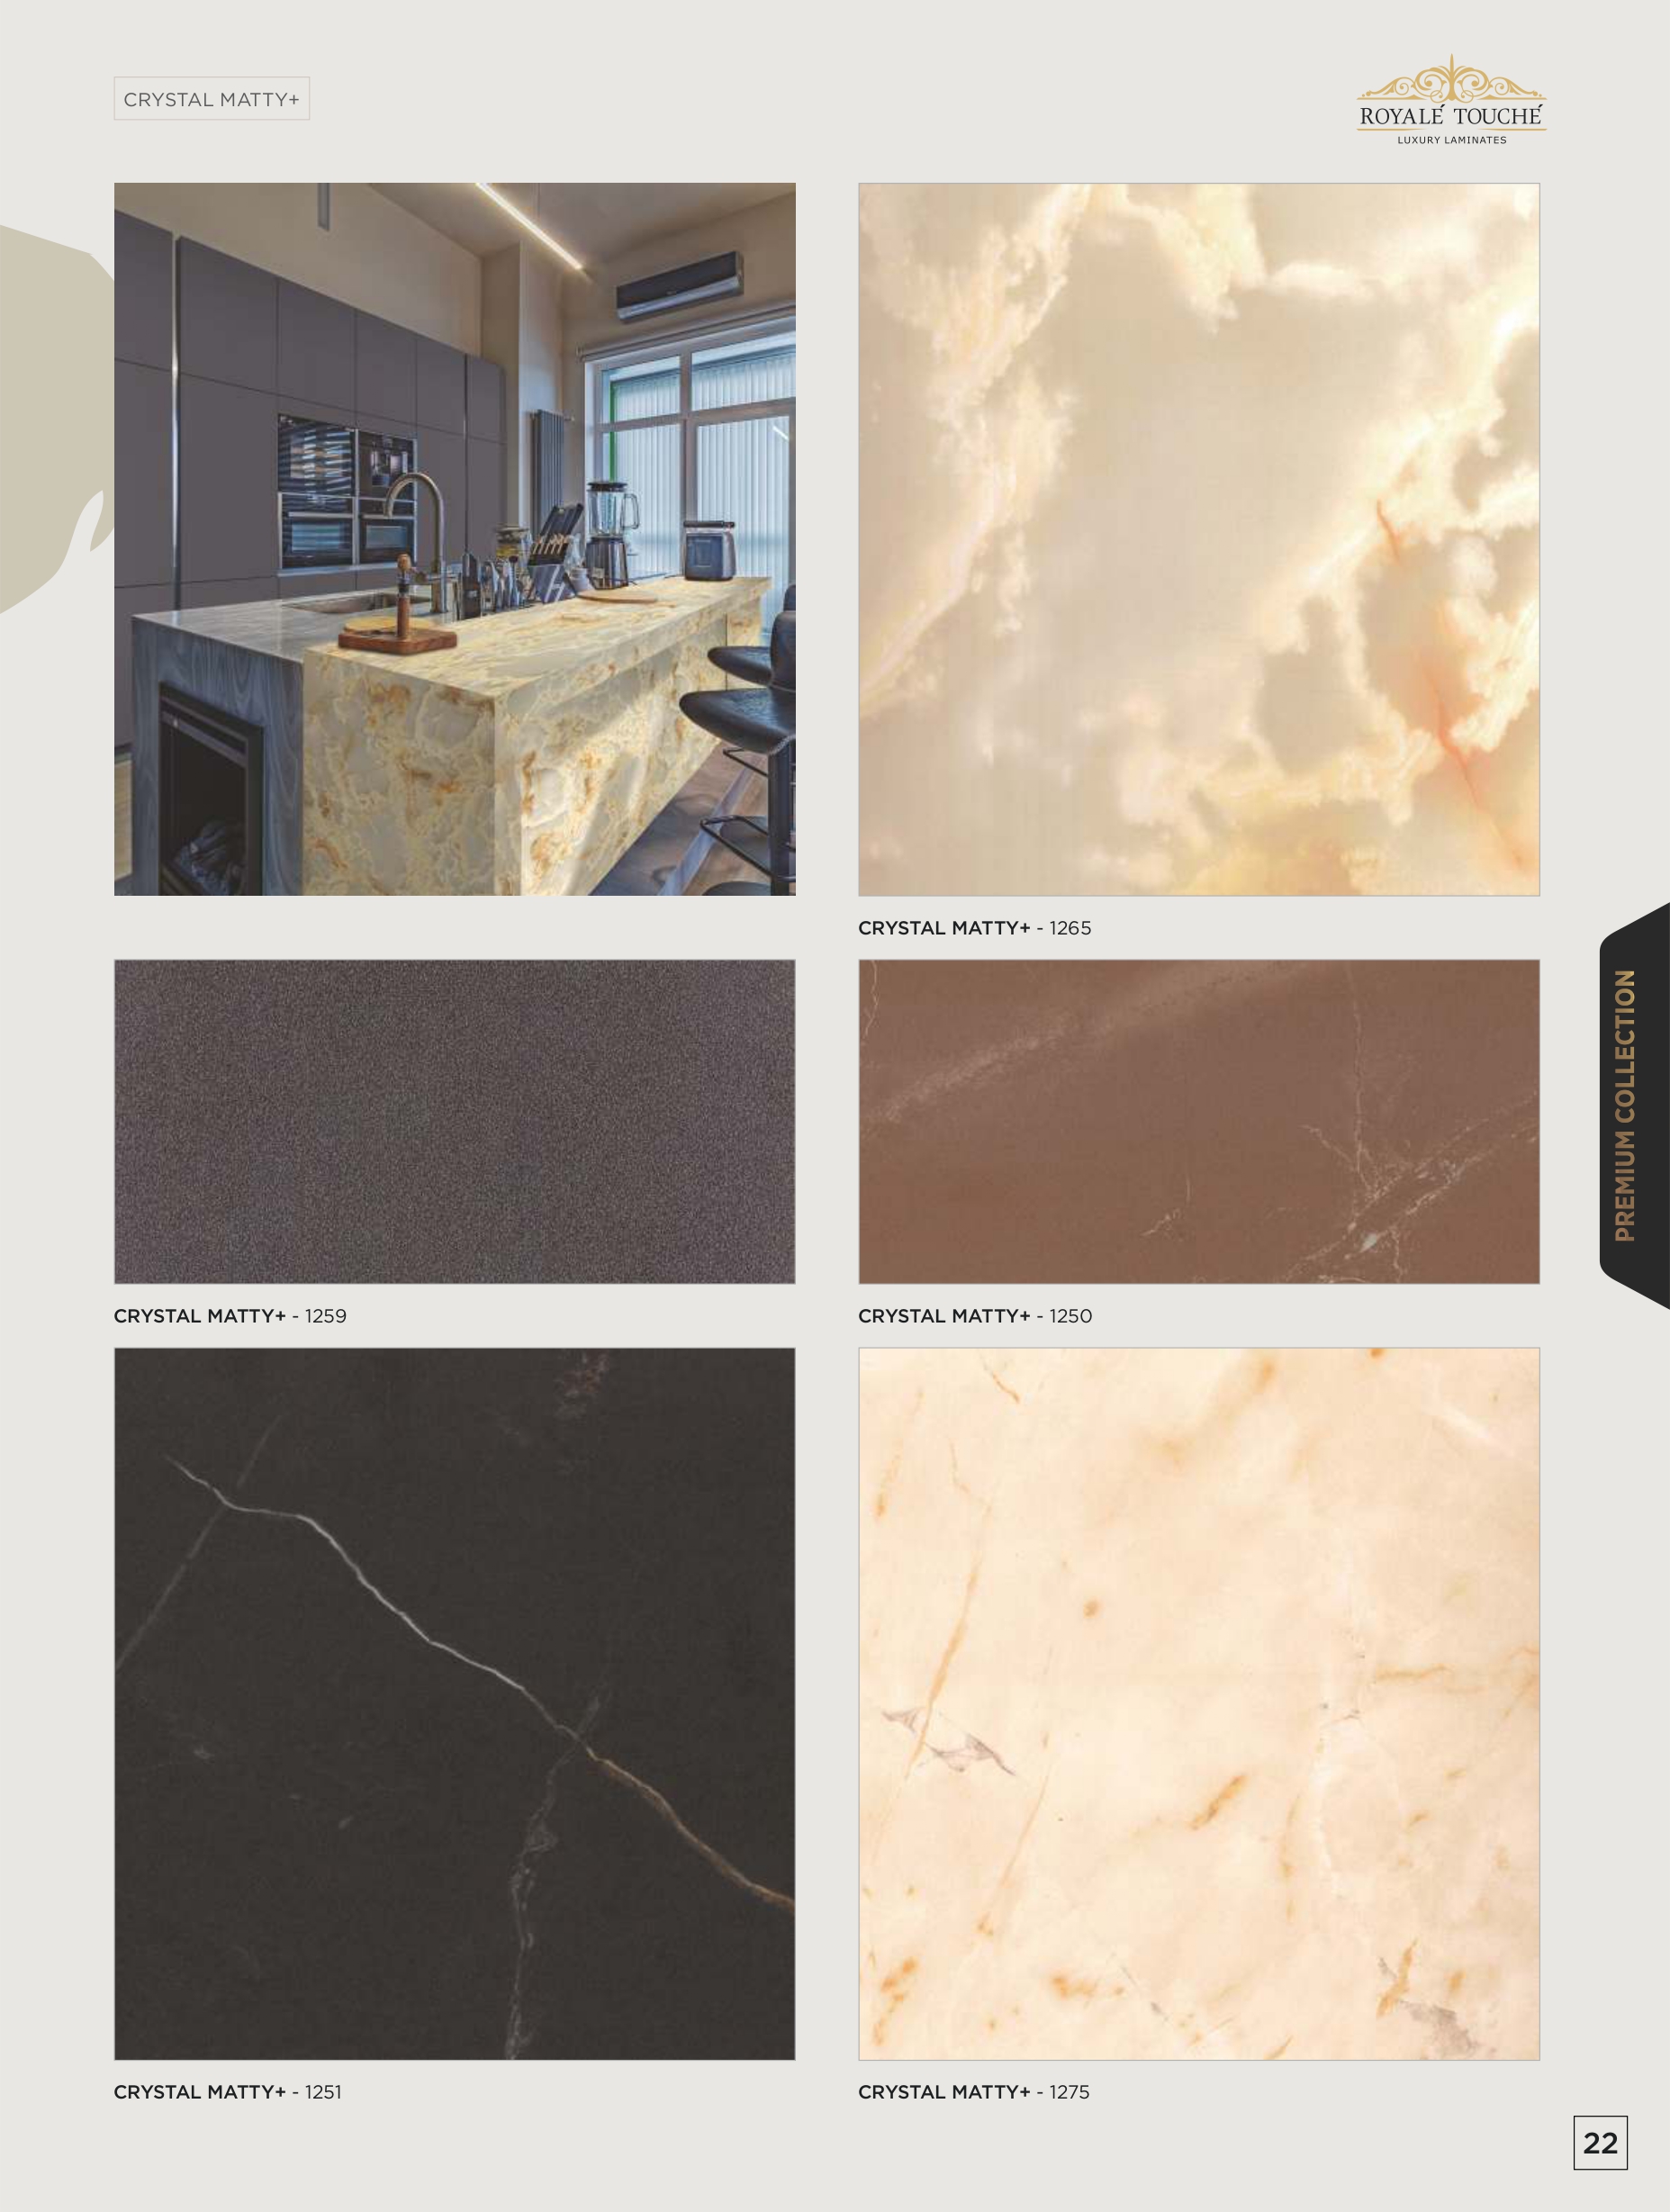 CRYSTAL MATTY+
ROYALÉ TOUCHÉ
LUXURY LAMINATES
CRYSTAL MATTY+ - 1265
PREMIUM COLLECTION
CRYSTAL MATTY+ - 1259
CRYSTAL MATTY+ - 1250
CRYSTAL MATTY+ - 1251
CRYSTAL MATTY+ - 1275
22